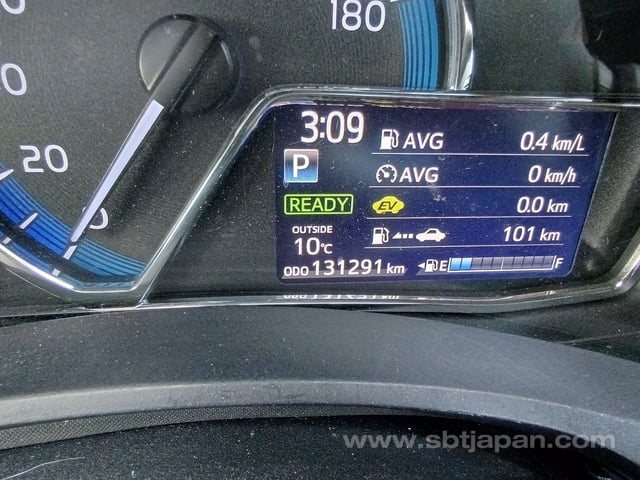 180
20
0
3:09
AVG 0.4 km/L
P
AVG 0 km/h
READY
EV 0.0 km
OUTSIDE
10°C
101 km
ODO 131291 km
E F
www.sbtjapan.com